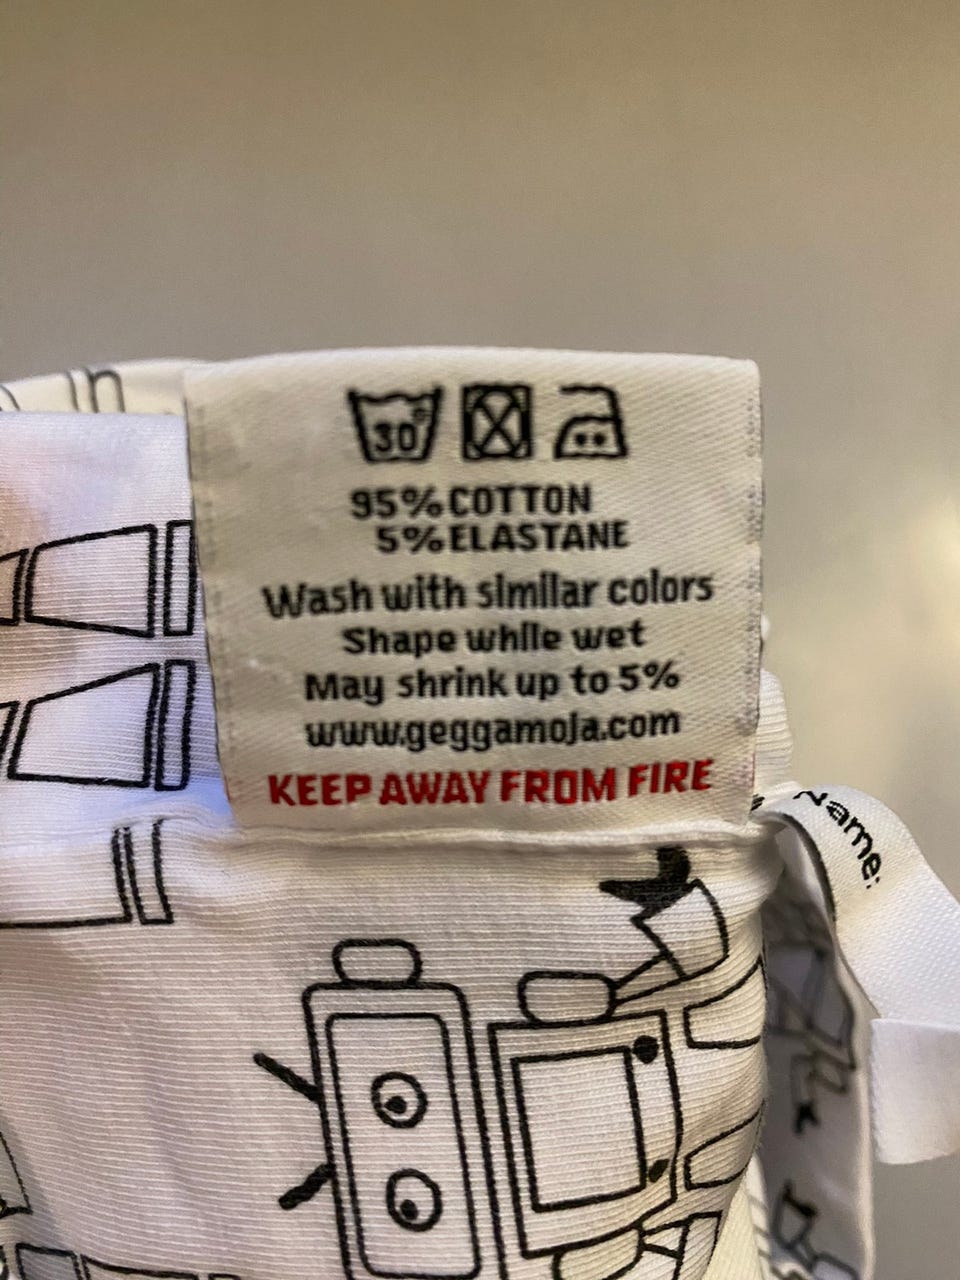 30°
95% COTTON
5% ELASTANE
Wash with similar colors
Shape while wet
May shrink up to 5%
www.geggamoja.com
KEEP AWAY FROM FIRE
Name: